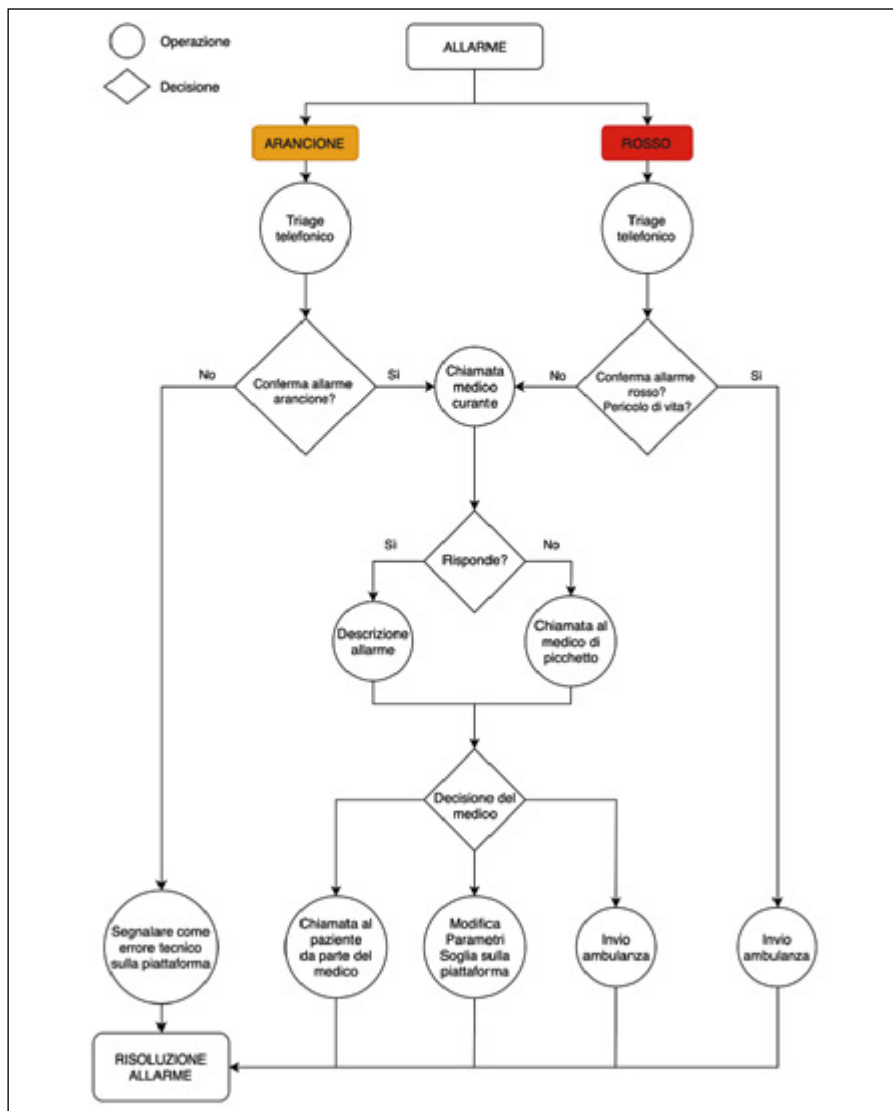 Operazione
Decisione
ALLARME
ARANCIONE
ROSSO
Triage
telefonico
Triage
telefonico
No
Conferma allarme
arancione?
Sì
Chiamata
medico
curante
No
Conferma allarme
rosso?
Pericolo di vita?
Sì
Sì
Risponde?
No
Descrizione
allarme
Chiamata al
medico di
picchetto
Decisione del
medico
Segnalare come
errore tecnico
sulla piattaforma
Chiamata al
paziente
da parte del
medico
Modifica
Parametri
Soglia sulla
piattaforma
Invio
ambulanza
Invio
ambulanza
RISOLUZIONE
ALLARME